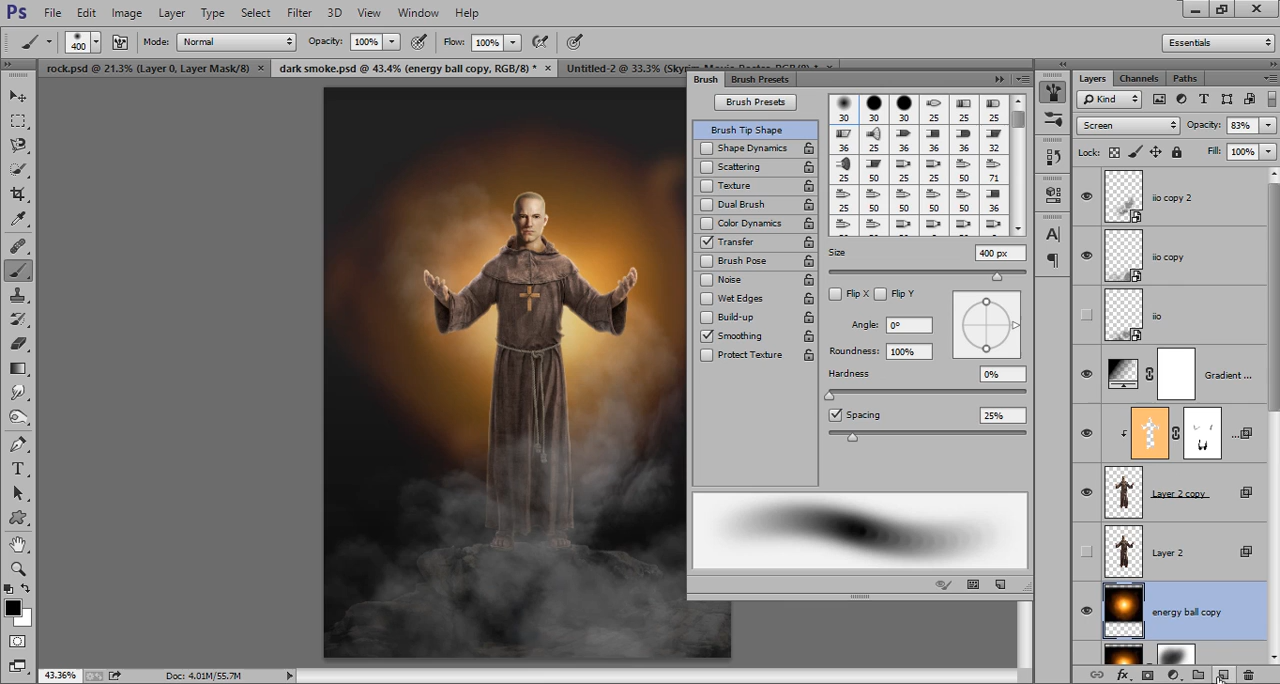 Ps File Edit Image Layer Type Select Filter 3D View Window Help
400 Mode: Normal Opacity: 100% Flow: 100% Essentials
rock.psd @ 21.3% (Layer 0, Layer Mask/8) × dark smoke.psd @ 43.4% (energy ball copy, RGB/8) * ×
Brush Brush Presets
Brush Presets
Brush Tip Shape
Shape Dynamics
Scattering
Texture
Dual Brush
Color Dynamics
Transfer
Brush Pose
Noise
Wet Edges
Build-up
Smoothing
Protect Texture
30 30 30 25 25 25
36 25 36 36 36 32
25 50 25 25 50 71
25 50 50 50 50 36
Size 400 px
Flip X Flip Y
Angle: 0°
Roundness: 100%
Hardness 0%
Spacing 25%
Layers Channels Paths
Kind
Screen Opacity: 83%
Lock: Fill: 100%
iio copy 2
iio copy
iio
Gradient ...
...
Layer 2 copy
Layer 2
energy ball copy
43.36% Doc: 4.01M/55.7M